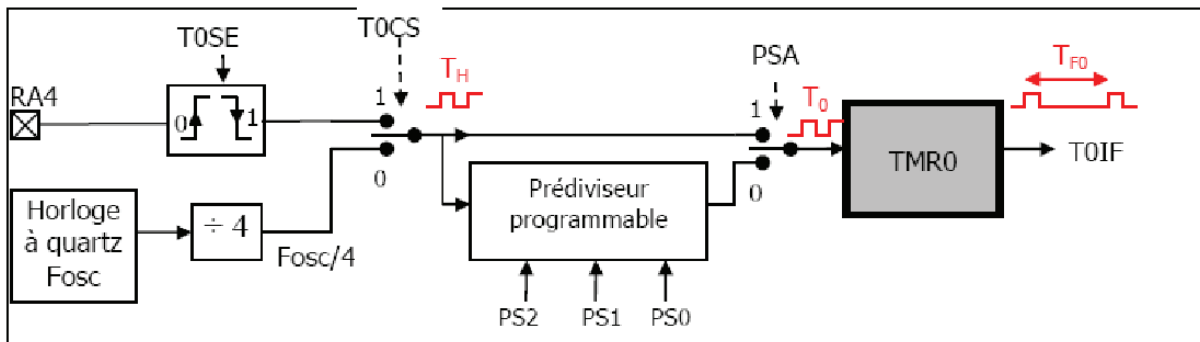 T0SE
T0CS
RA4
0
1
1
0
T_H
PSA
1
0
T_0
T_F0
TMR0
T0IF
Horloge
à quartz
Fosc
÷ 4
Fosc/4
Prédiviseur
programmable
PS2
PS1
PS0